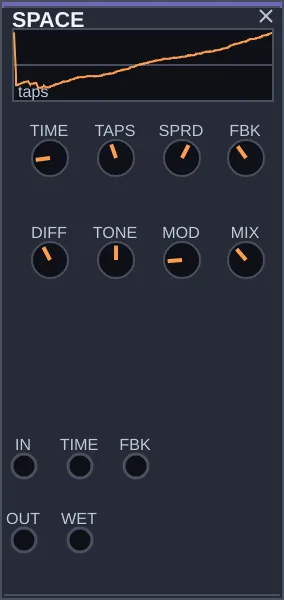 SPACE
taps
TIME TAPS SPRD FBK
DIFF TONE MOD MIX
IN TIME FBK
OUT WET